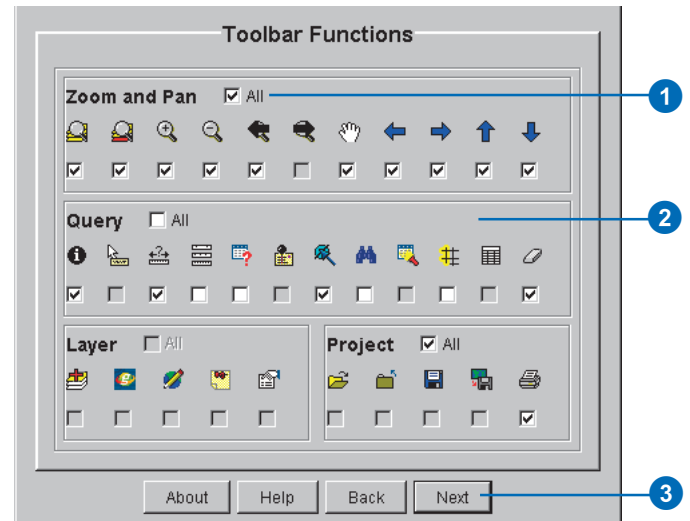 Toolbar Functions
Zoom and Pan All
1
Query All
2
Layer All
Project All
About Help Back Next
3